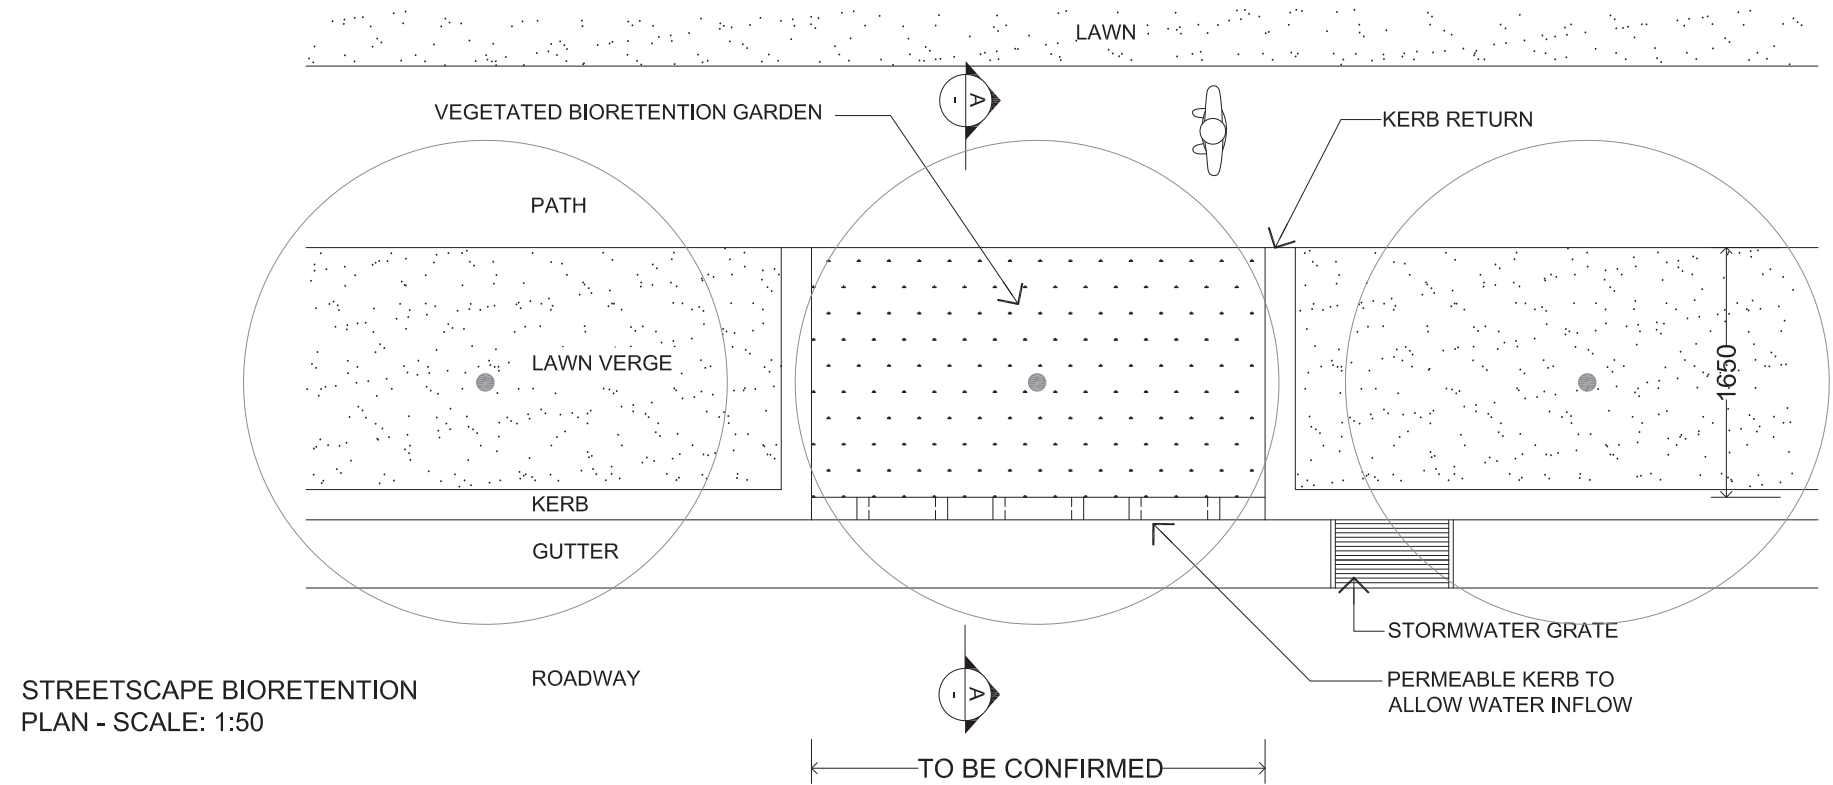 LAWN
A
-
VEGETATED BIORETENTION GARDEN
KERB RETURN
PATH
LAWN VERGE
1650
KERB
GUTTER
STORMWATER GRATE
ROADWAY
PERMEABLE KERB TO
ALLOW WATER INFLOW
A
-
STREETSCAPE BIORETENTION
PLAN - SCALE: 1:50
TO BE CONFIRMED